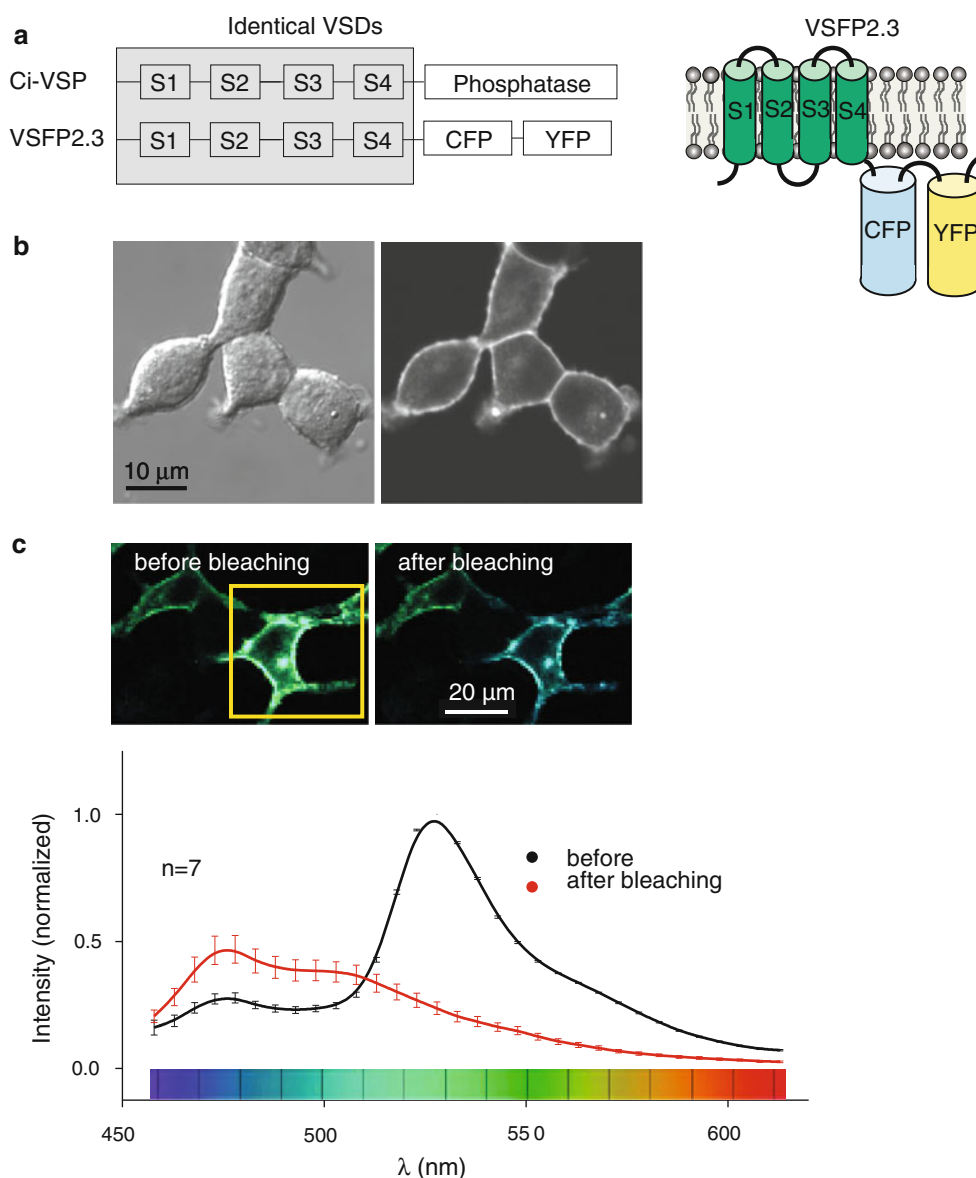 a
Identical VSDs
Ci-VSP S1 S2 S3 S4 Phosphatase
VSFP2.3 S1 S2 S3 S4 CFP YFP
VSFP2.3
S1 S2 S3 S4
CFP YFP
b
10 μm
c
before bleaching
after bleaching
20 μm
Intensity (normalized)
1.0
0.5
0.0
n=7
before
after bleaching
450 500 55 0 600
λ (nm)